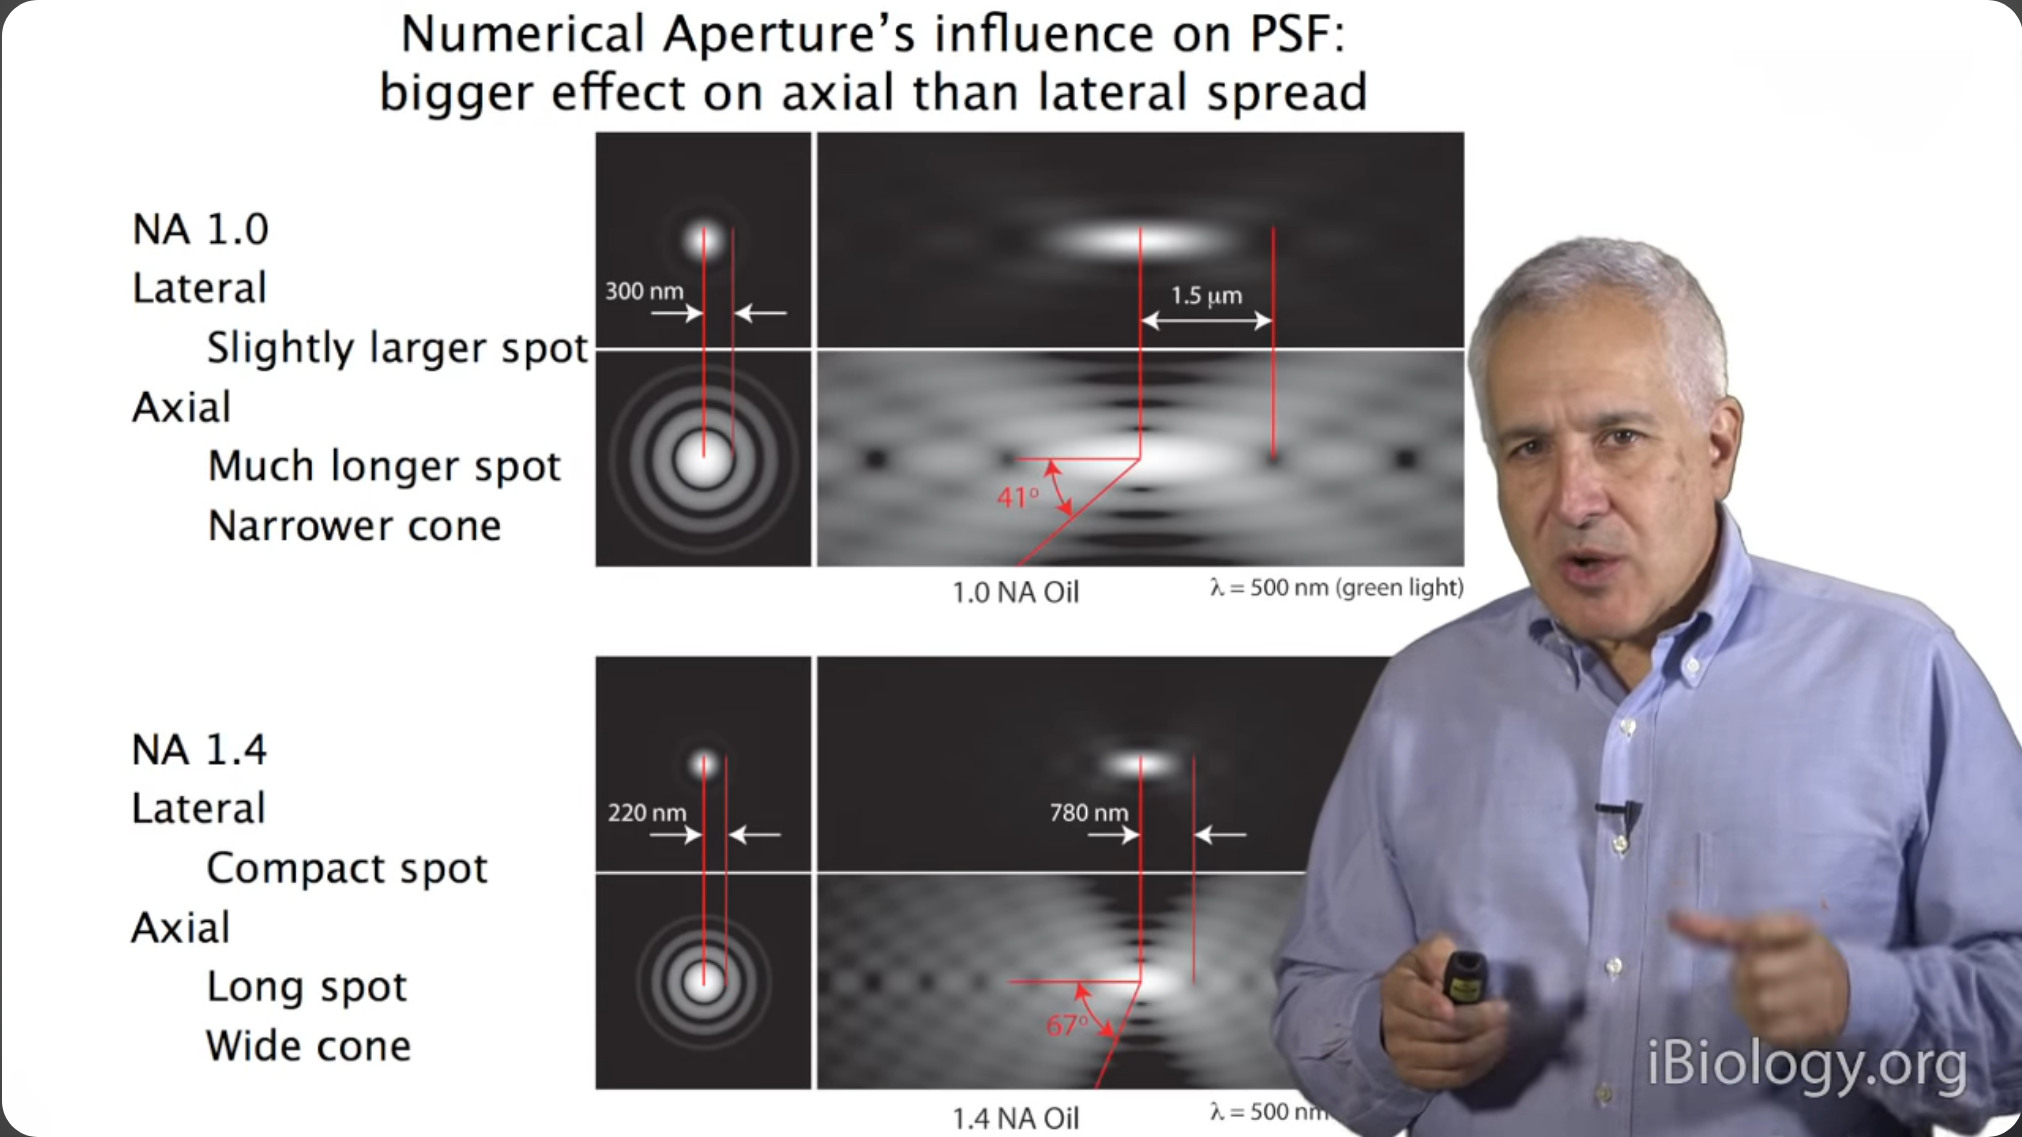 Numerical Aperture’s influence on PSF:
bigger effect on axial than lateral spread
NA 1.0
Lateral
Slightly larger spot
Axial
Much longer spot
Narrower cone
300 nm
1.5 µm
41°
1.0 NA Oil
λ = 500 nm (green light)
NA 1.4
Lateral
Compact spot
Axial
Long spot
Wide cone
220 nm
780 nm
67°
1.4 NA Oil
λ = 500 nm
iBiology.org